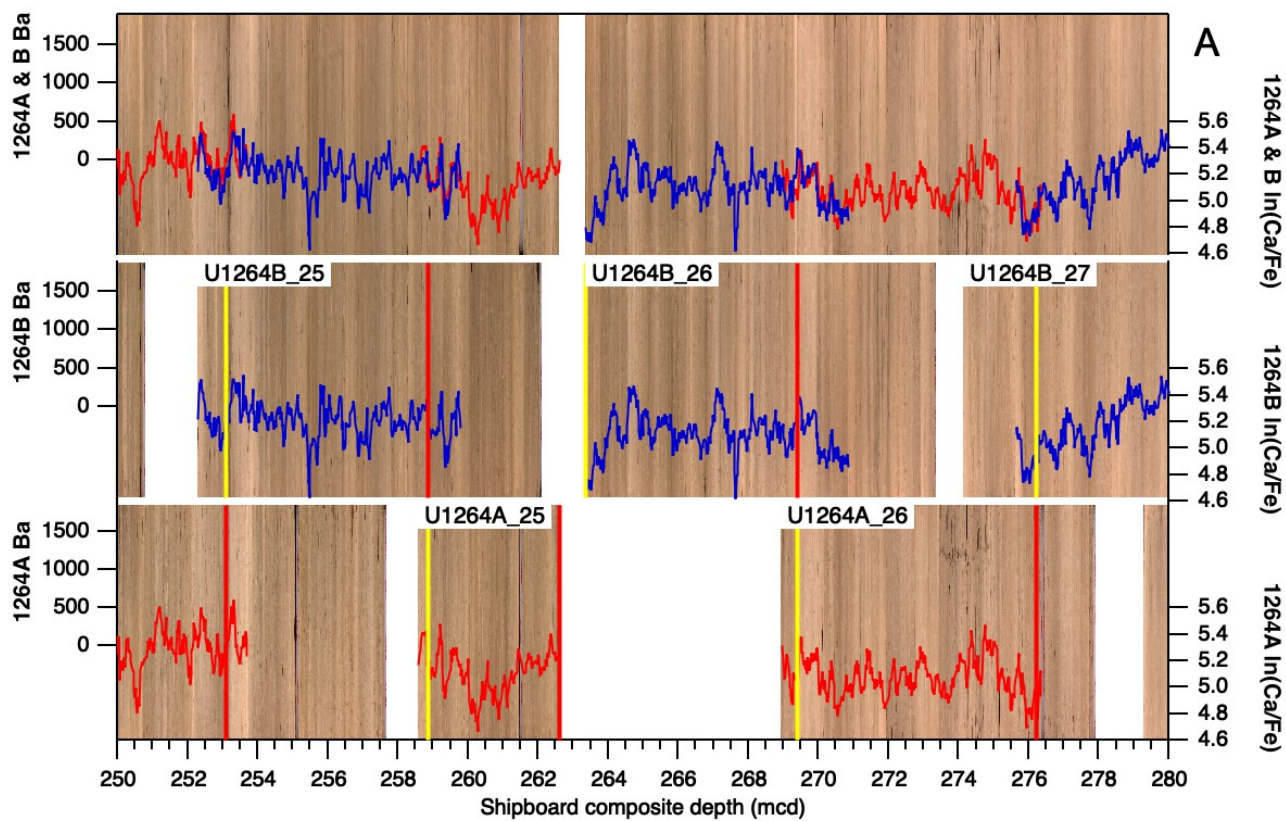 A
1264A & B Ba
1500
1000
500
0
5.6
5.4
5.2
5.0
4.8
4.6
1264A & B ln(Ca/Fe)
U1264B_25
U1264B_26
U1264B_27
1264B Ba
1500
1000
500
0
5.6
5.4
5.2
5.0
4.8
4.6
1264B ln(Ca/Fe)
U1264A_25
U1264A_26
1264A Ba
1500
1000
500
0
5.6
5.4
5.2
5.0
4.8
4.6
1264A ln(Ca/Fe)
250 252 254 256 258 260 262 264 266 268 270 272 274 276 278 280
Shipboard composite depth (mcd)